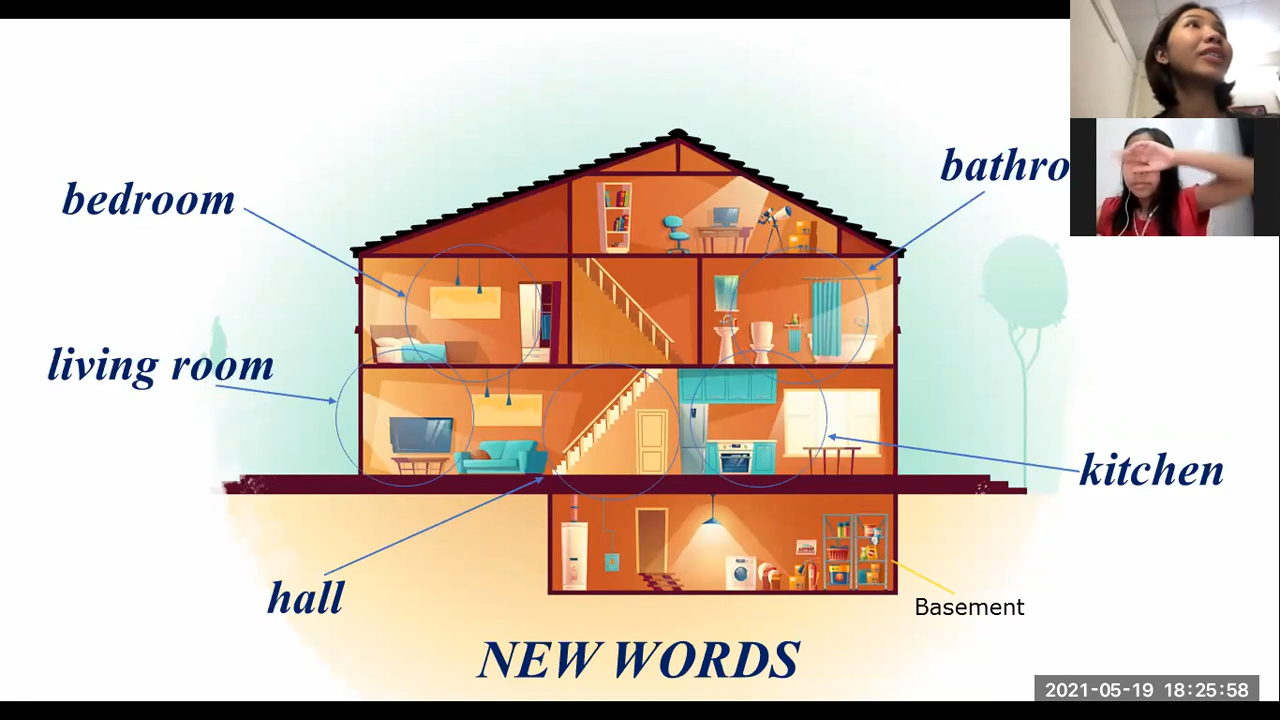 bathro
bedroom
living room
kitchen
hall
Basement
NEW WORDS
2021-05-19 18:25:58